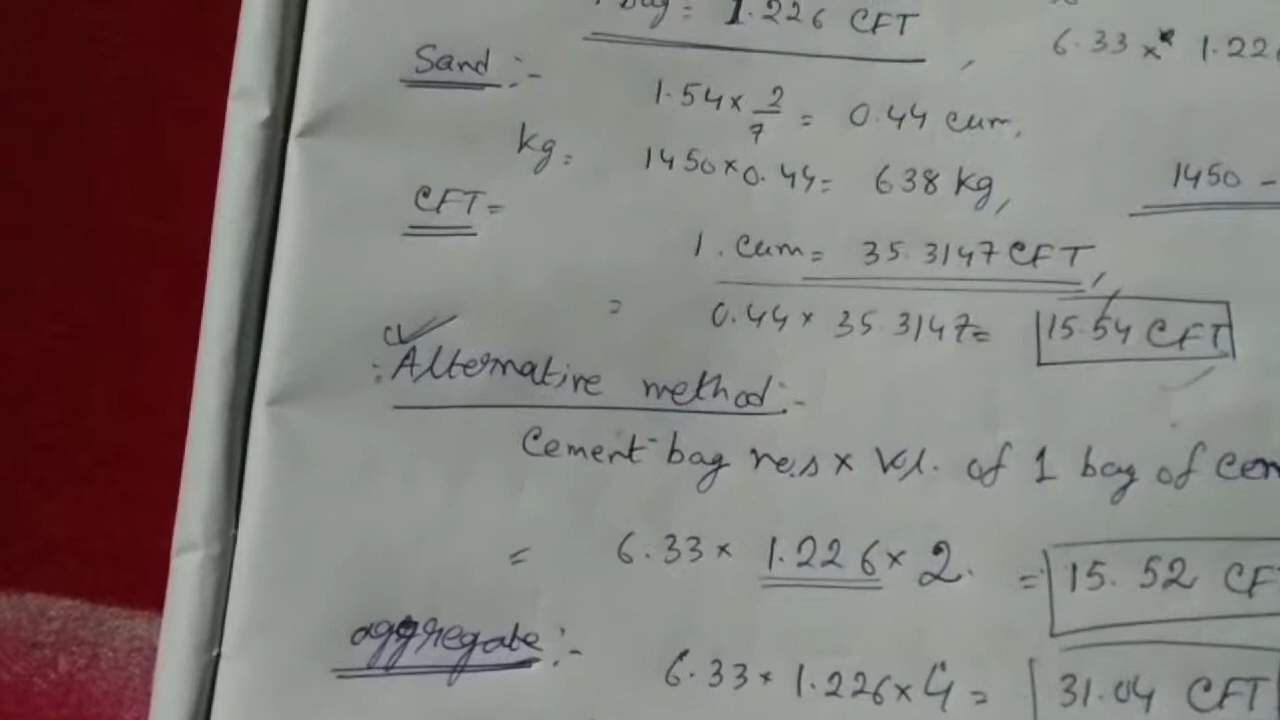 bag = 1.226 CFT, 6.33 × 1.22
Sand :-
1.54 × 2/7 = 0.44 cum.
kg = 1450 × 0.44 = 638 kg, 1450 -
CFT =
1. Cum = 35.3147 CFT,
= 0.44 × 35.3147 = 15.54 CFT
: Alternative method :-
Cement bag res × Vol. of 1 bag of cem
= 6.33 × 1.226 × 2. = 15.52 CF
aggregate :-
6.33 × 1.226 × 4 = 31.04 CFT